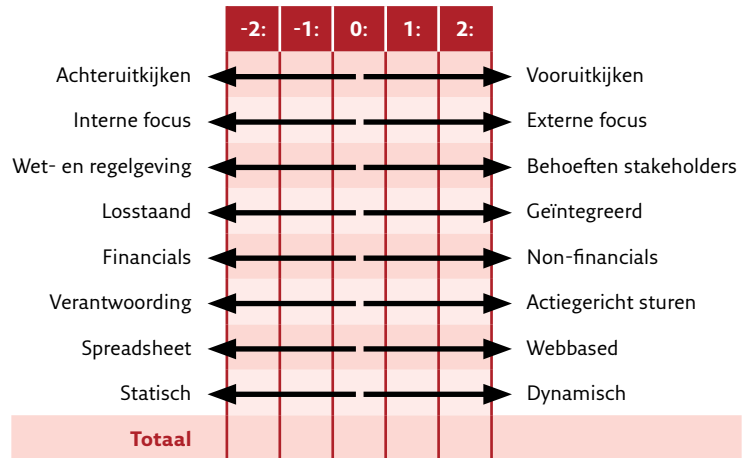 -2: -1: 0: 1: 2:
Achteruitkijken Vooruitkijken
Interne focus Externe focus
Wet- en regelgeving Behoeften stakeholders
Losstaand Geïntegreerd
Financials Non-financials
Verantwoording Actiegericht sturen
Spreadsheet Webbased
Statisch Dynamisch
Totaal